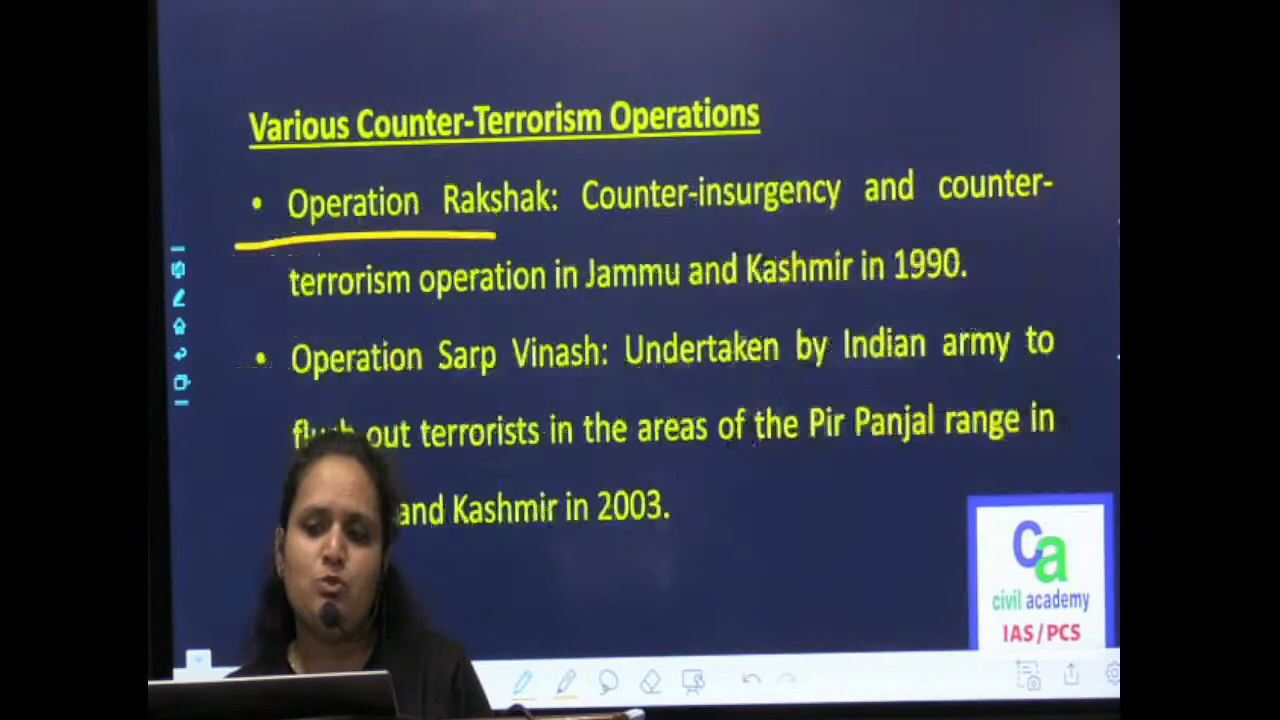 Various Counter-Terrorism Operations
• Operation Rakshak: Counter-insurgency and counter-
terrorism operation in Jammu and Kashmir in 1990.
• Operation Sarp Vinash: Undertaken by Indian army to
out terrorists in the areas of the Pir Panjal range in
and Kashmir in 2003.
ca
civil academy
IAS/PCS